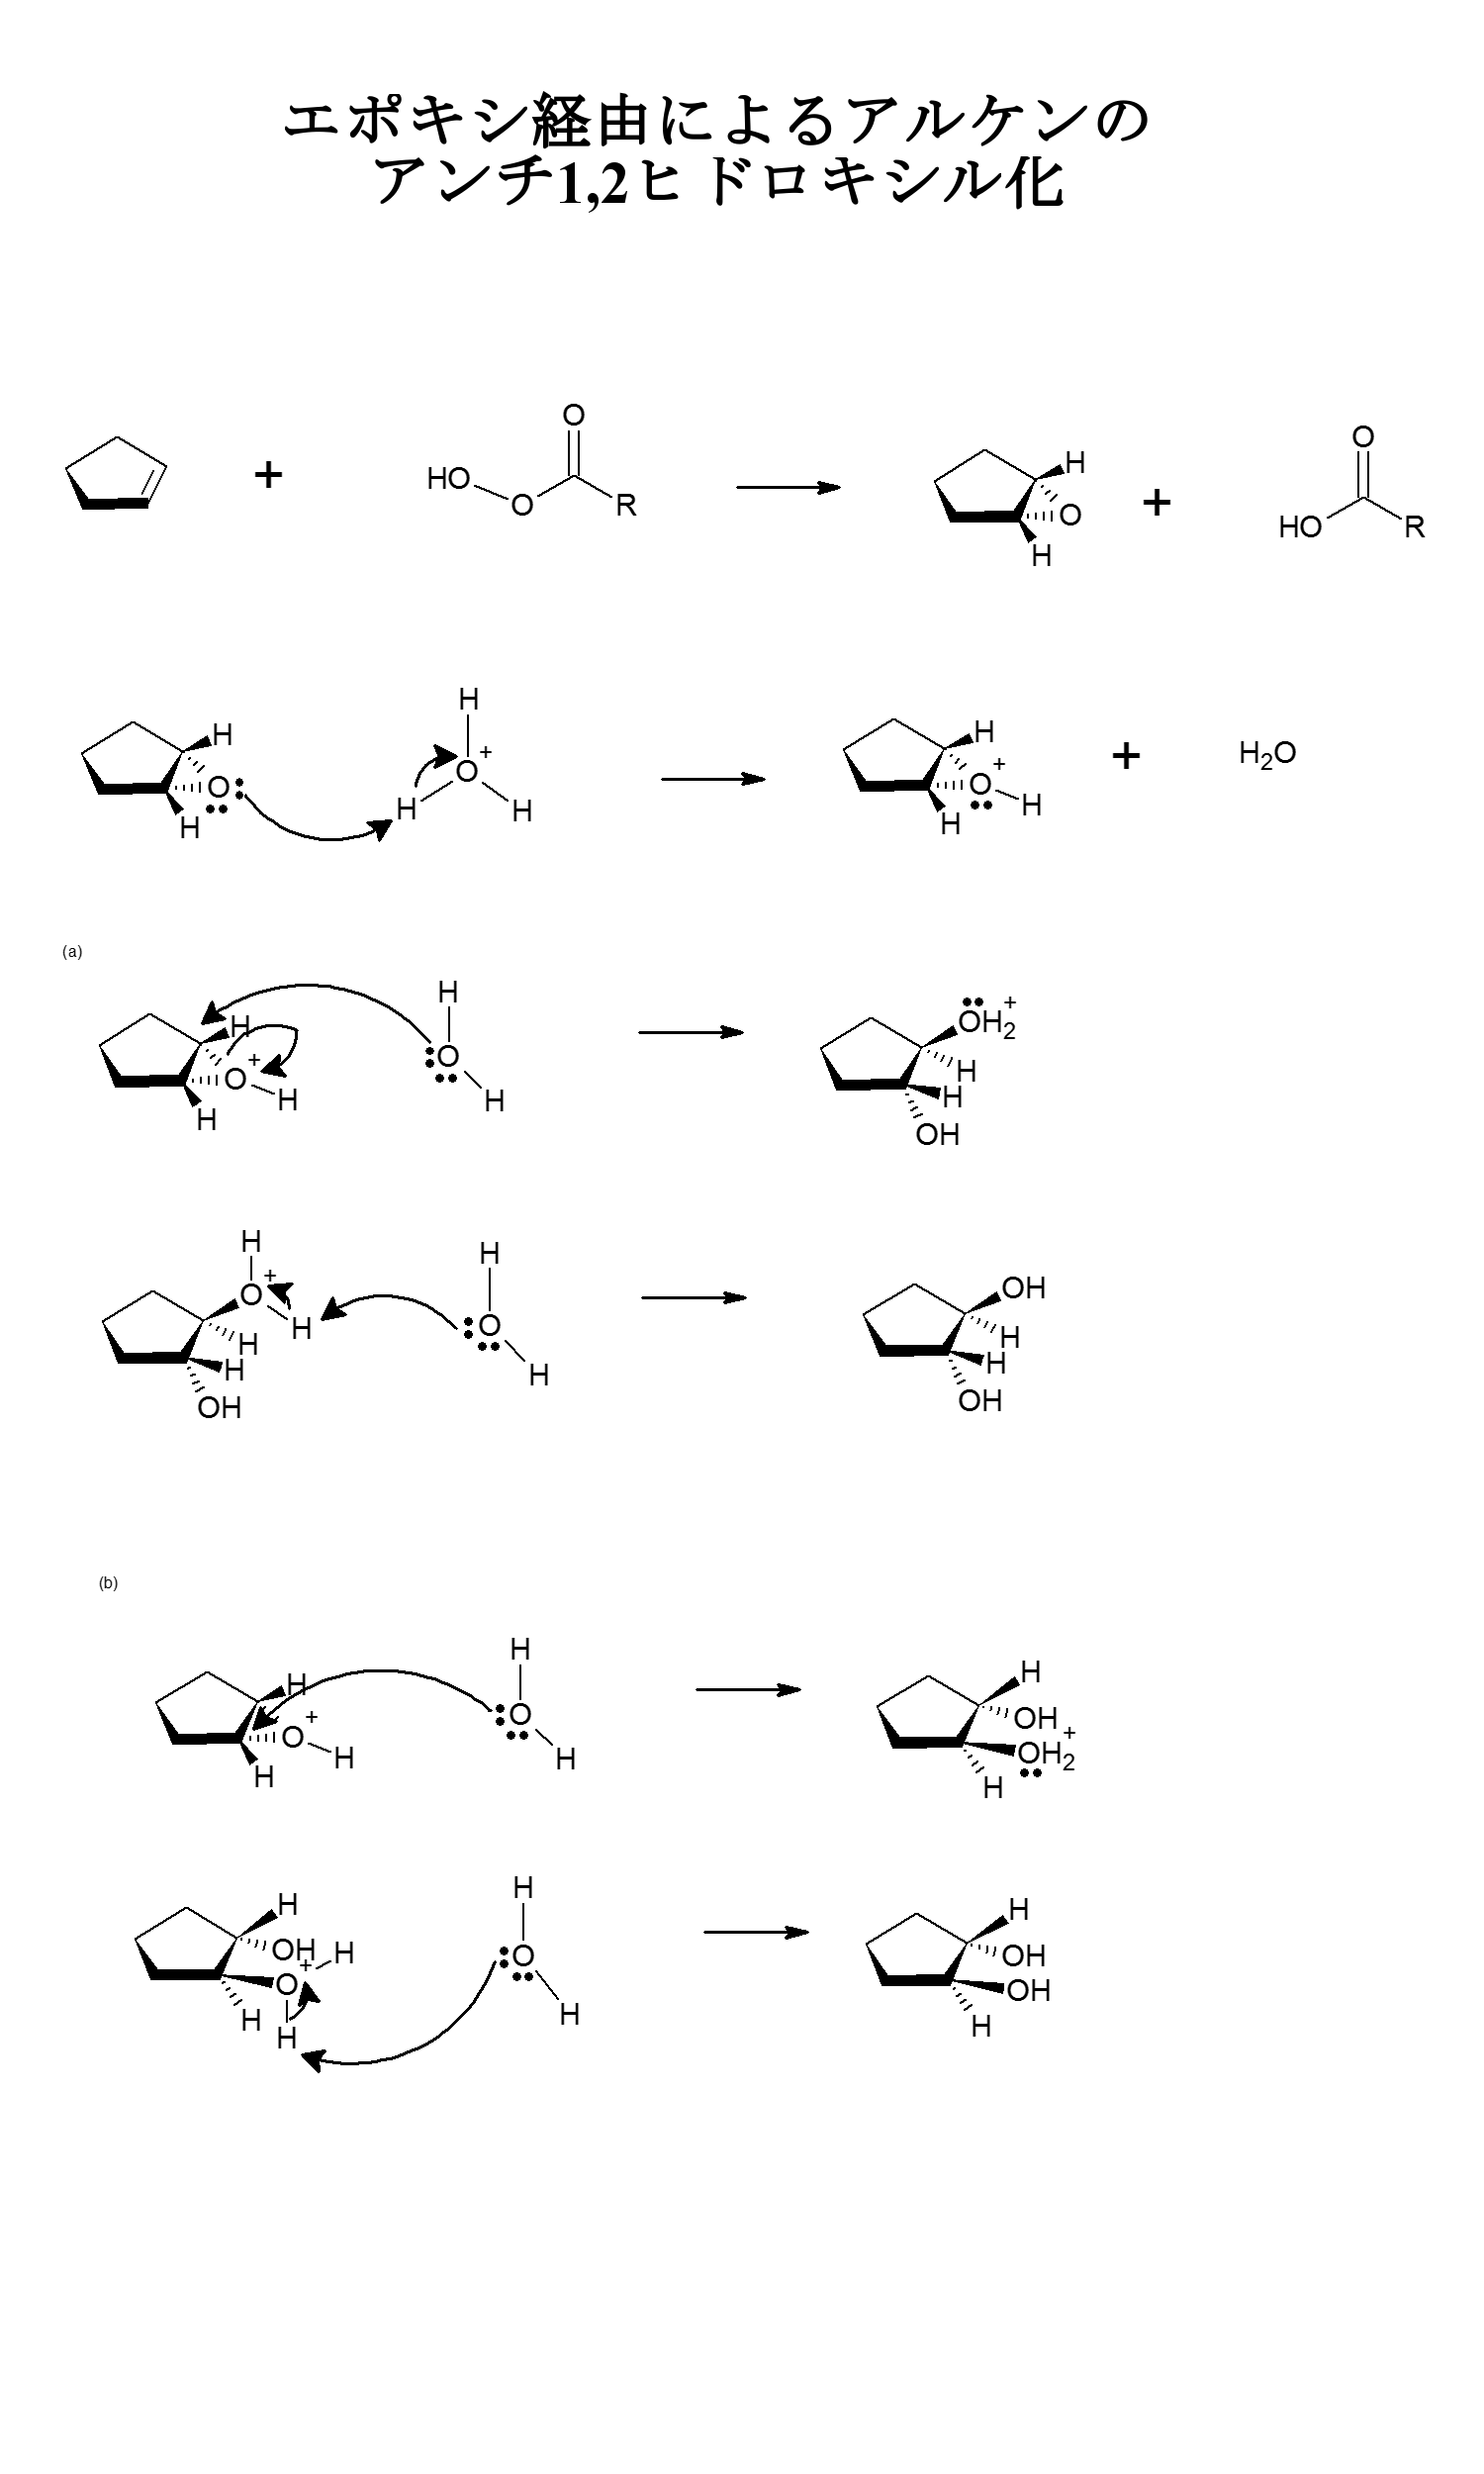 エポキシ経由によるアルケンの
アンチ1,2ヒドロキシル化
O
+ HO O R H O H + O HO R
H O H H O + H H H O + H + H2O
(a)
H O + H H H O H OH2 + H H OH
H O + H H H OH H O H OH H H OH
(b)
H O + H H H O H H OH OH2 + H
H OH O + H H H H O H H OH OH H